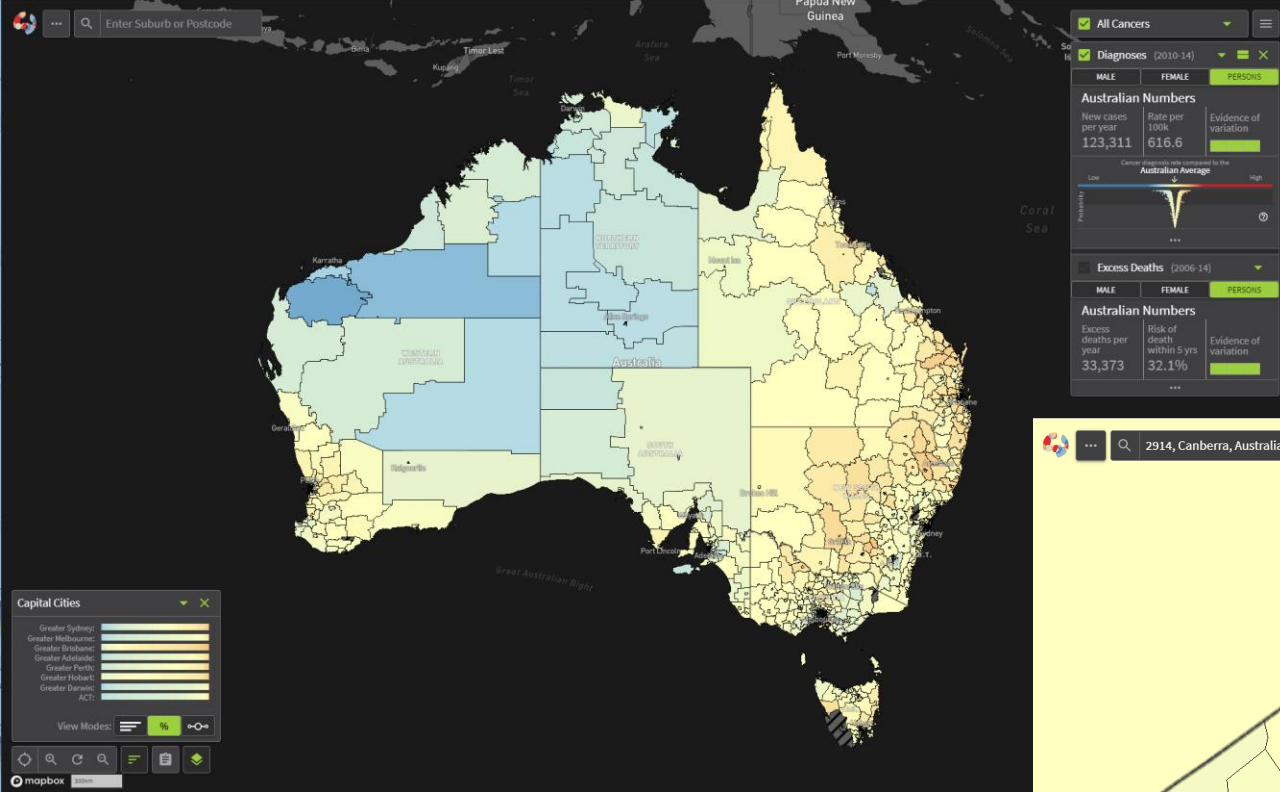 Enter Suburb or Postcode
Papua New
Guinea
Bima
Timor Lest
Kupang
Timor
Sea
Arafura
Sea
Port Moresby
Solomon Sea
Darwin
Coral
Sea
Karratha
NORTHERN
TERRITORY
Mount Isa
QUEENSLAND
Alice Springs
WESTERN
AUSTRALIA
Australia
SOUTH
AUSTRALIA
Geraldton
Kalgoorlie
Broken Hill
Port Lincoln
Great Australian Bight
All Cancers
Diagnoses (2010-14)
MALE FEMALE PERSONS
Australian Numbers
New cases
per year
123,311
Rate per
100k
616.6
Evidence of
variation
Cancer diagnosis rate compared to the
Australian Average
Low High
Probability
Excess Deaths (2006-14)
MALE FEMALE PERSONS
Australian Numbers
Excess
deaths per
year
33,373
Risk of
death
within 5 yrs
32.1%
Evidence of
variation
2914, Canberra, Australia
Capital Cities
Greater Sydney:
Greater Melbourne:
Greater Brisbane:
Greater Adelaide:
Greater Perth:
Greater Hobart:
Greater Darwin:
ACT:
View Modes: %
mapbox 300km